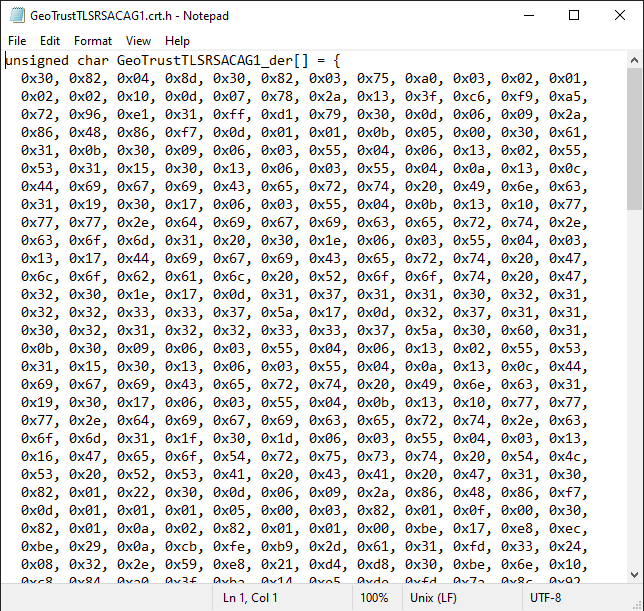 GeoTrustTLSRSACAG1.crt.h - Notepad
File Edit Format View Help
unsigned char GeoTrustTLSRSACAG1_der[] = {
0x30, 0x82, 0x04, 0x8d, 0x30, 0x82, 0x03, 0x75, 0xa0, 0x03, 0x02, 0x01,
0x02, 0x02, 0x10, 0x0d, 0x07, 0x78, 0x2a, 0x13, 0x3f, 0xc6, 0xf9, 0xa5,
0x72, 0x96, 0xe1, 0x31, 0xff, 0xd1, 0x79, 0x30, 0x0d, 0x06, 0x09, 0x2a,
0x86, 0x48, 0x86, 0xf7, 0x0d, 0x01, 0x01, 0x0b, 0x05, 0x00, 0x30, 0x61,
0x31, 0x0b, 0x30, 0x09, 0x06, 0x03, 0x55, 0x04, 0x06, 0x13, 0x02, 0x55,
0x53, 0x31, 0x15, 0x30, 0x13, 0x06, 0x03, 0x55, 0x04, 0x0a, 0x13, 0x0c,
0x44, 0x69, 0x67, 0x69, 0x43, 0x65, 0x72, 0x74, 0x20, 0x49, 0x6e, 0x63,
0x31, 0x19, 0x30, 0x17, 0x06, 0x03, 0x55, 0x04, 0x0b, 0x13, 0x10, 0x77,
0x77, 0x77, 0x2e, 0x64, 0x69, 0x67, 0x69, 0x63, 0x65, 0x72, 0x74, 0x2e,
0x63, 0x6f, 0x6d, 0x31, 0x20, 0x30, 0x1e, 0x06, 0x03, 0x55, 0x04, 0x03,
0x13, 0x17, 0x44, 0x69, 0x67, 0x69, 0x43, 0x65, 0x72, 0x74, 0x20, 0x47,
0x6c, 0x6f, 0x62, 0x61, 0x6c, 0x20, 0x52, 0x6f, 0x6f, 0x74, 0x20, 0x47,
0x32, 0x30, 0x1e, 0x17, 0x0d, 0x31, 0x37, 0x31, 0x31, 0x30, 0x32, 0x31,
0x32, 0x32, 0x33, 0x33, 0x37, 0x5a, 0x17, 0x0d, 0x32, 0x37, 0x31, 0x31,
0x30, 0x32, 0x31, 0x32, 0x32, 0x33, 0x33, 0x37, 0x5a, 0x30, 0x60, 0x31,
0x0b, 0x30, 0x09, 0x06, 0x03, 0x55, 0x04, 0x06, 0x13, 0x02, 0x55, 0x53,
0x31, 0x15, 0x30, 0x13, 0x06, 0x03, 0x55, 0x04, 0x0a, 0x13, 0x0c, 0x44,
0x69, 0x67, 0x69, 0x43, 0x65, 0x72, 0x74, 0x20, 0x49, 0x6e, 0x63, 0x31,
0x19, 0x30, 0x17, 0x06, 0x03, 0x55, 0x04, 0x0b, 0x13, 0x10, 0x77, 0x77,
0x77, 0x2e, 0x64, 0x69, 0x67, 0x69, 0x63, 0x65, 0x72, 0x74, 0x2e, 0x63,
0x6f, 0x6d, 0x31, 0x1f, 0x30, 0x1d, 0x06, 0x03, 0x55, 0x04, 0x03, 0x13,
0x16, 0x47, 0x65, 0x6f, 0x54, 0x72, 0x75, 0x73, 0x74, 0x20, 0x54, 0x4c,
0x53, 0x20, 0x52, 0x53, 0x41, 0x20, 0x43, 0x41, 0x20, 0x47, 0x31, 0x30,
0x82, 0x01, 0x22, 0x30, 0x0d, 0x06, 0x09, 0x2a, 0x86, 0x48, 0x86, 0xf7,
0x0d, 0x01, 0x01, 0x01, 0x05, 0x00, 0x03, 0x82, 0x01, 0x0f, 0x00, 0x30,
0x82, 0x01, 0x0a, 0x02, 0x82, 0x01, 0x01, 0x00, 0xbe, 0x17, 0xe8, 0xec,
0xbe, 0x29, 0x0a, 0xcb, 0xfe, 0xb9, 0x2d, 0x61, 0x31, 0xfd, 0x33, 0x24,
0x08, 0x32, 0x2e, 0x59, 0xe8, 0x21, 0xd4, 0xd8, 0x30, 0xbe, 0x6e, 0x10,
0xc8, 0x84, 0xa0, 0x3f, 0xba, 0x14, 0xe5, 0xde, 0xfd, 0x7a, 0x8c, 0x92,
Ln 1, Col 1 100% Unix (LF) UTF-8